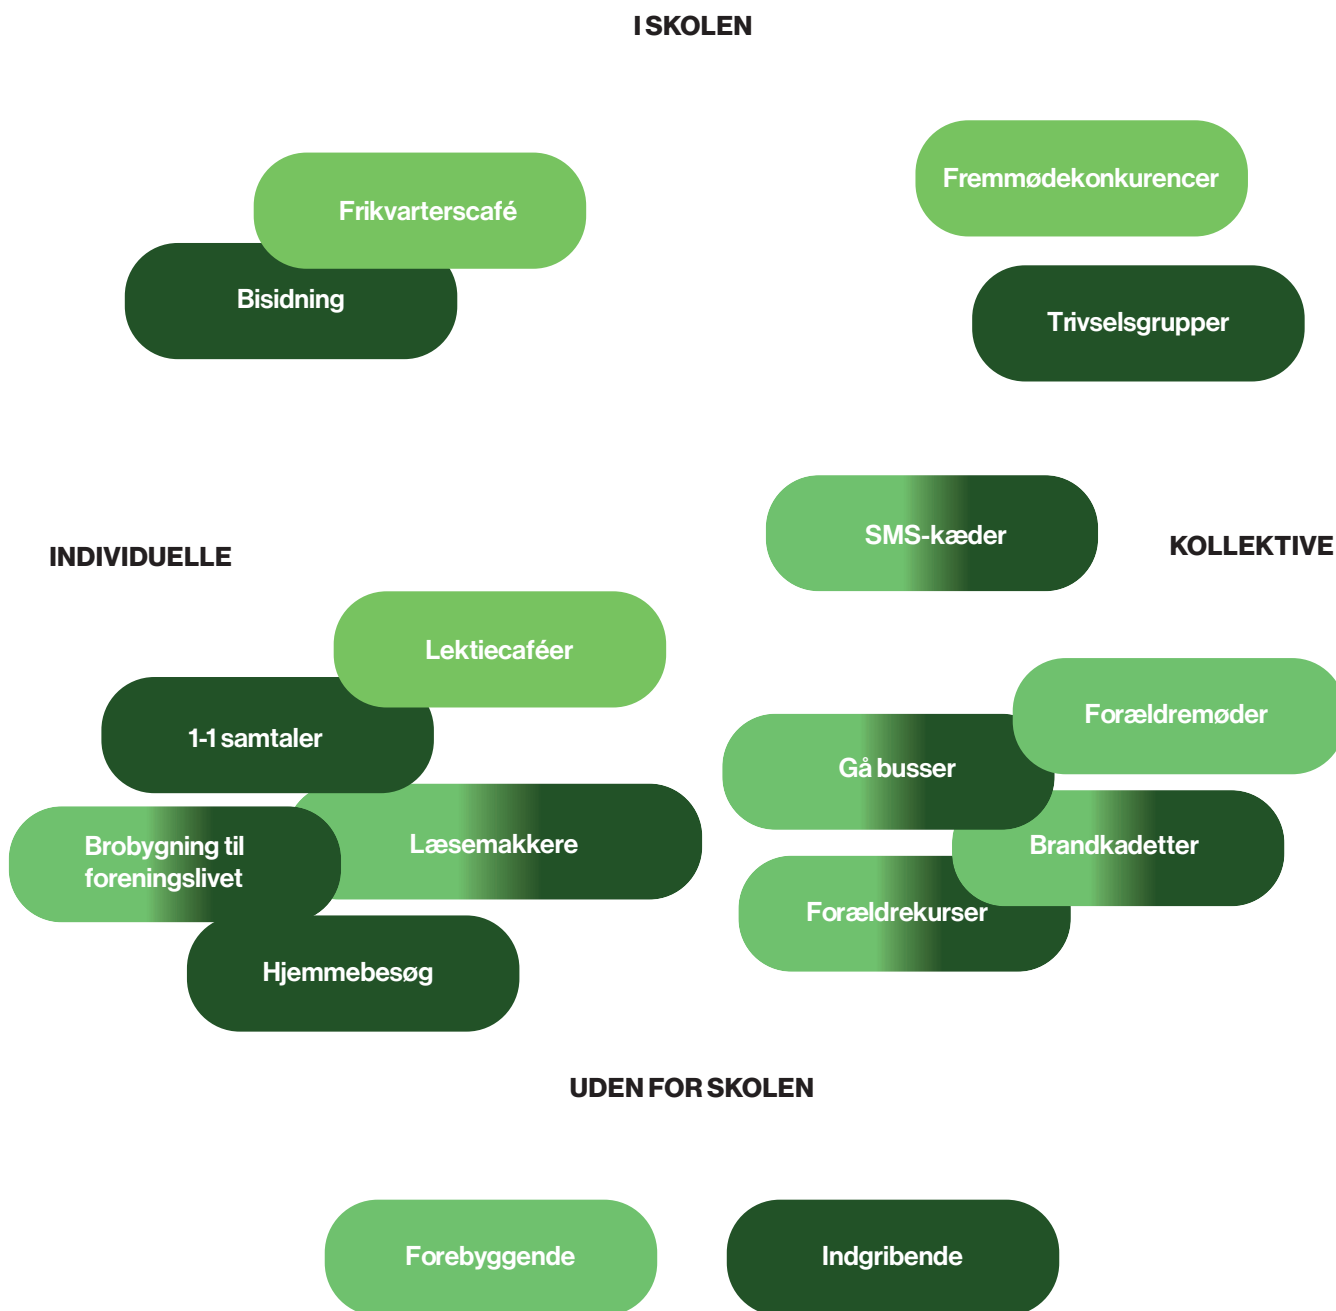 I SKOLEN
Fremmødekonkurencer
Frikvarterscafé
Bisidning
Trivselsgrupper
SMS-kæder
INDIVIDUELLE
KOLLEKTIVE
Lektiecaféer
1-1 samtaler
Forældremøder
Gå busser
Brobygning til
foreningslivet
Læsemakkere
Brandkadetter
Forældrekurser
Hjemmebesøg
UDEN FOR SKOLEN
Forebyggende
Indgribende